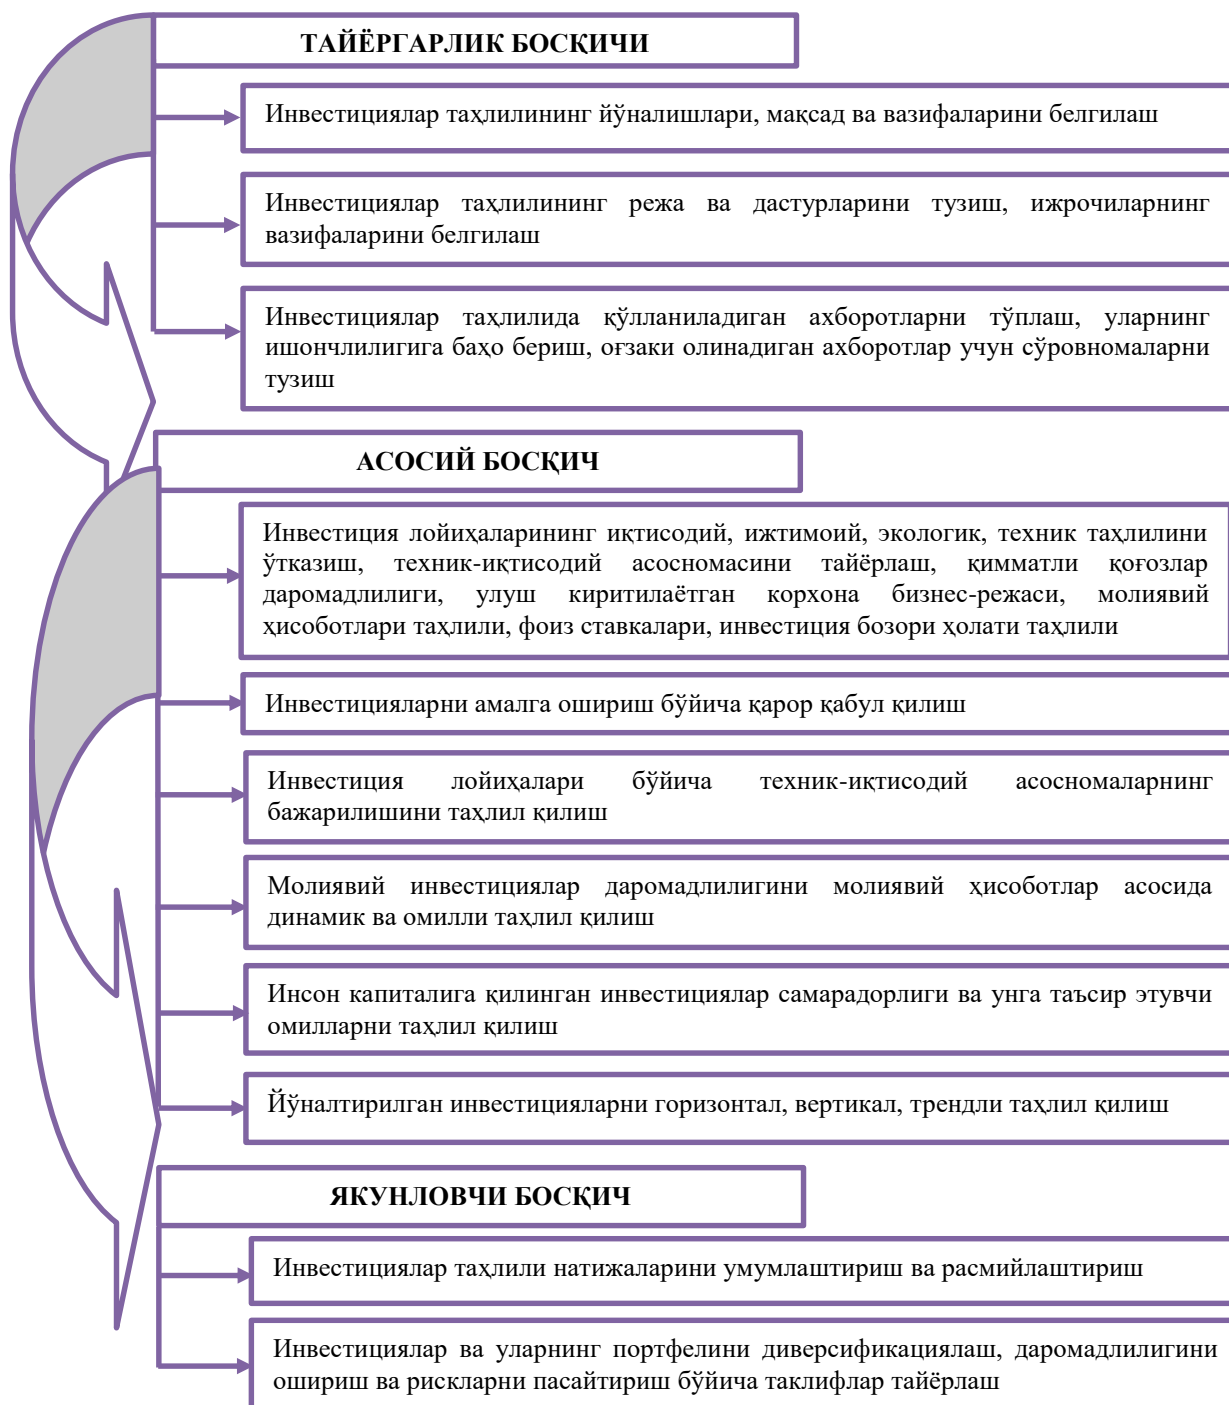 ТАЙЁРГАРЛИК БОСҚИЧИ
Инвестициялар таҳлилининг йўналишлари, мақсад ва вазифаларини белгилаш
Инвестициялар таҳлилининг режа ва дастурларини тузиш, ижрочиларнинг
вазифаларини белгилаш
Инвестициялар таҳлилида қўлланиладиган ахборотларни тўплаш, уларнинг
ишончлилигига баҳо бериш, оғзаки олинадиган ахборотлар учун сўровномаларни
тузиш
АСОСИЙ БОСҚИЧ
Инвестиция лойиҳаларининг иқтисодий, ижтимоий, экологик, техник таҳлилини
ўтказиш, техник-иқтисодий асосномасини тайёрлаш, қимматли қоғозлар
даромадлилиги, улуш киритилаётган корхона бизнес-режаси, молиявий
ҳисоботлари таҳлили, фоиз ставкалари, инвестиция бозори ҳолати таҳлили
Инвестицияларни амалга ошириш бўйича қарор қабул қилиш
Инвестиция лойиҳалари бўйича техник-иқтисодий асосномаларнинг
бажарилишини таҳлил қилиш
Молиявий инвестициялар даромадлилигини молиявий ҳисоботлар асосида
динамик ва омилли таҳлил қилиш
Инсон капиталига қилинган инвестициялар самарадорлиги ва унга таъсир этувчи
омилларни таҳлил қилиш
Йўналтирилган инвестицияларни горизонтал, вертикал, трендли таҳлил қилиш
ЯКУНЛОВЧИ БОСҚИЧ
Инвестициялар таҳлили натижаларини умумлаштириш ва расмийлаштириш
Инвестициялар ва уларнинг портфелини диверсификациялаш, даромадлилигини
ошириш ва рискларни пасайтириш бўйича таклифлар тайёрлаш